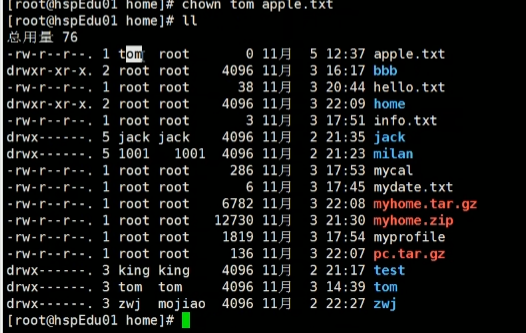 [root@hspEdu01 home]# chown tom apple.txt
[root@hspEdu01 home]# ll
总用量 76
-rw-r--r--. 1 tom  root      0 11月  5 12:37 apple.txt
drwxr-xr-x. 2 root root   4096 11月  3 16:17 bbb
-rw-r--r--. 1 root root     38 11月  3 20:44 hello.txt
drwxr-xr-x. 2 root root   4096 11月  3 22:09 home
-rw-r--r--. 1 root root      3 11月  3 17:51 info.txt
drwx------. 5 jack jack   4096 11月  2 21:35 jack
drwx------. 5 1001   1001   4096 11月  2 21:23 milan
-rw-r--r--. 1 root root    286 11月  3 17:53 mycal
-rw-r--r--. 1 root root      6 11月  3 17:45 mydate.txt
-rw-r--r--. 1 root root   6782 11月  3 22:08 myhome.tar.gz
-rw-r--r--. 1 root root  12730 11月  3 21:30 myhome.zip
-rw-r--r--. 1 root root   1819 11月  3 17:54 myprofile
-rw-r--r--. 1 root root    136 11月  3 22:07 pc.tar.gz
drwx------. 3 king king   4096 11月  2 21:17 test
drwx------. 3 tom  tom    4096 11月  3 14:39 tom
drwx------. 3 zwj  mojiao   4096 11月  2 22:27 zwj
[root@hspEdu01 home]#